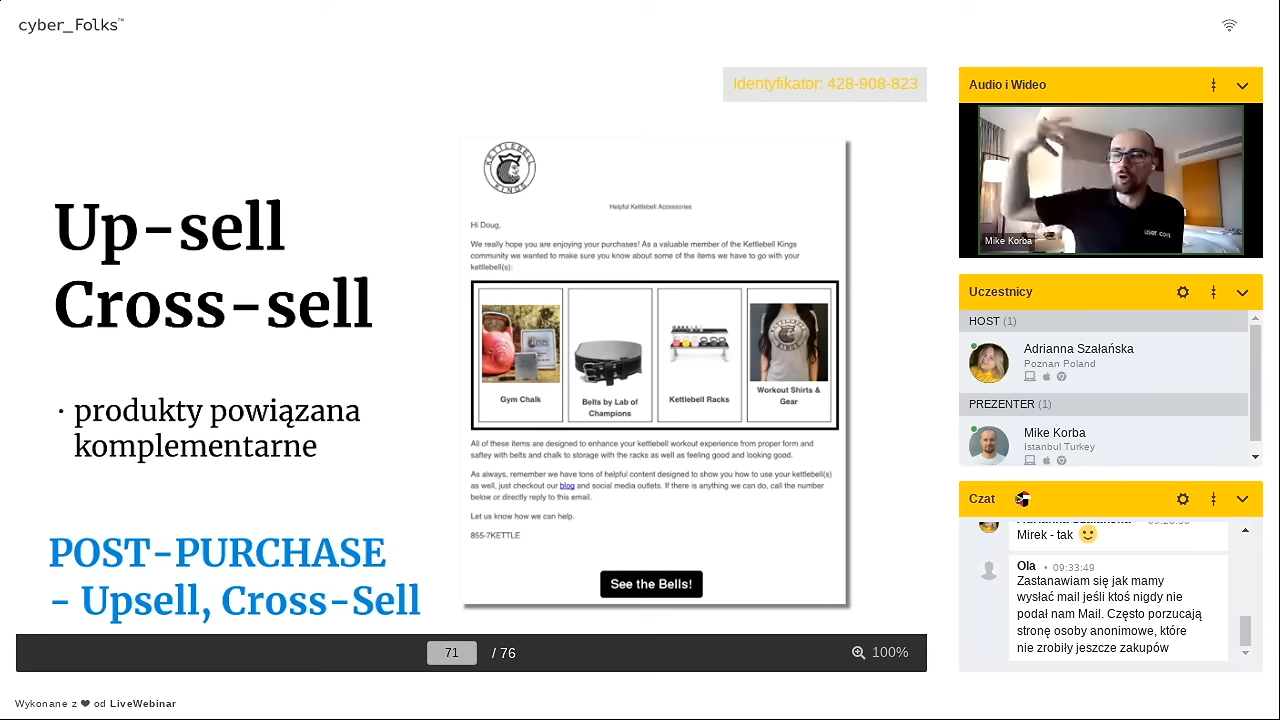 cyber_Folks™
Identyfikator: 428-908-823
Up-sell
Cross-sell
· produkty powiązana
komplementarne
POST-PURCHASE
- Upsell, Cross-Sell
KETTLEBELL
KINGS
Helpful Kettlebell Accessories
Hi Doug,
We really hope you are enjoying your purchases! As a valuable member of the Kettlebell Kings
community we wanted to make sure you know about some of the items we have to go with your
kettlebell(s):
Gym Chalk
Belts by Lab of
Champions
Kettlebell Racks
Workout Shirts &
Gear
All of these items are designed to enhance your kettlebell workout experience from proper form and
saftey with belts and chalk to storage with the racks as well as feeling good and looking good.
As always, remember we have tons of helpful content designed to show you how to use your kettlebell(s)
as well, just checkout our blog and social media outlets. If there is anything we can do, call the number
below or directly reply to this email.
Let us know how we can help.
855-7KETTLE
See the Bells!
71 / 76
100%
Audio i Wideo
user com
Mike Korba
Uczestnicy
HOST (1)
Adrianna Szalańska
Poznan Poland
PREZENTER (1)
Mike Korba
Istanbul Turkey
Czat
Mirek - tak
Ola • 09:33:49
Zastanawia mnie jak mamy
wysłać mail jeśli ktoś nigdy nie
podał nam Mail. Często porzucają
stronę osoby anonimowe, które
nie zrobiły jeszcze zakupów
Wykonane z ❤ od LiveWebinar